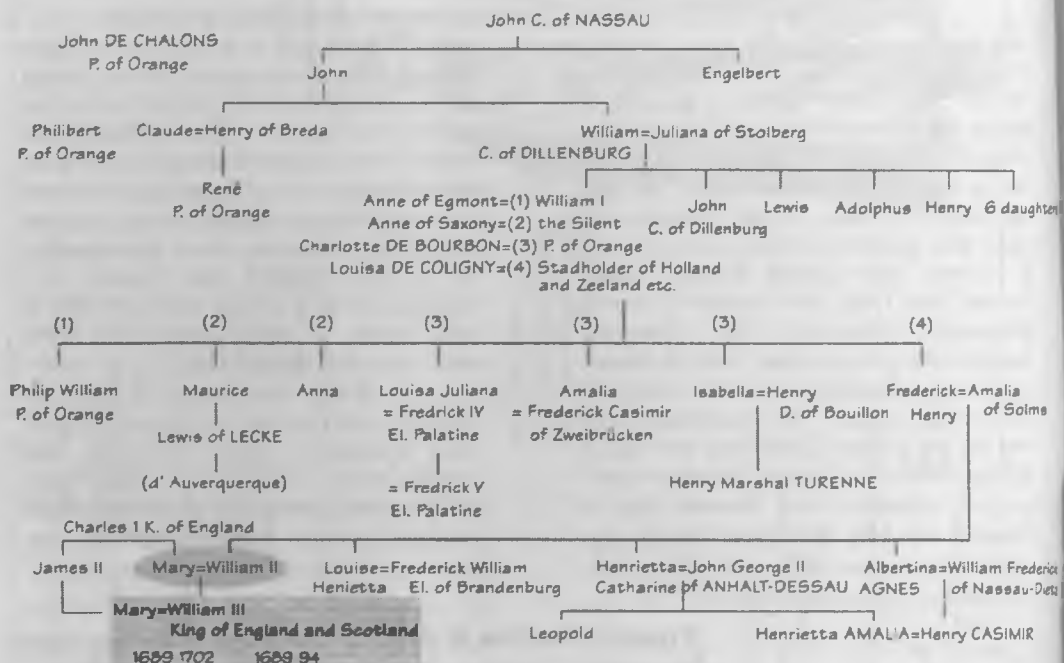 John C. of NASSAU
John DE CHALONS
P. of Orange
John
Engelbert
Philibert
P. of Orange
Claude=Henry of Breda
William=Juliana of Stolberg
C. of DILLENBURG
René
P. of Orange
Anne of Egmont=(1) William I
Anne of Saxony=(2) the Silent
Charlotte DE BOURBON=(3) P. of Orange
Louisa DE COLIGNY=(4) Stadholder of Holland
and Zeeland etc.
John
C. of Dillenburg
Lewis
Adolphus
Henry
6 daughters
(1) (2) (2) (3) (3) (3) (4)
Philip William
P. of Orange
Maurice
Lewis of LECKE
(d' Auverquerque)
Anna
Louisa Juliana
= Fredrick IV
El. Palatine
= Fredrick V
El. Palatine
Amalia
= Frederick Casimir
of Zweibrücken
Isabella=Henry
D. of Bouillon
Henry Marshal TURENNE
Frederick=Amalia
Henry of Solms
Charles 1 K. of England
James II
Mary=William II
Louise=Frederick William
Henietta El. of Brandenburg
Henrietta=John George II
Catharine of ANHALT-DESSAU
Albertina=William Frederick
AGNES of Nassau-Dietz
Mary=William III
King of England and Scotland
1689 1702 1689 94
Leopold
Henrietta AMALIA=Henry CASIMIR